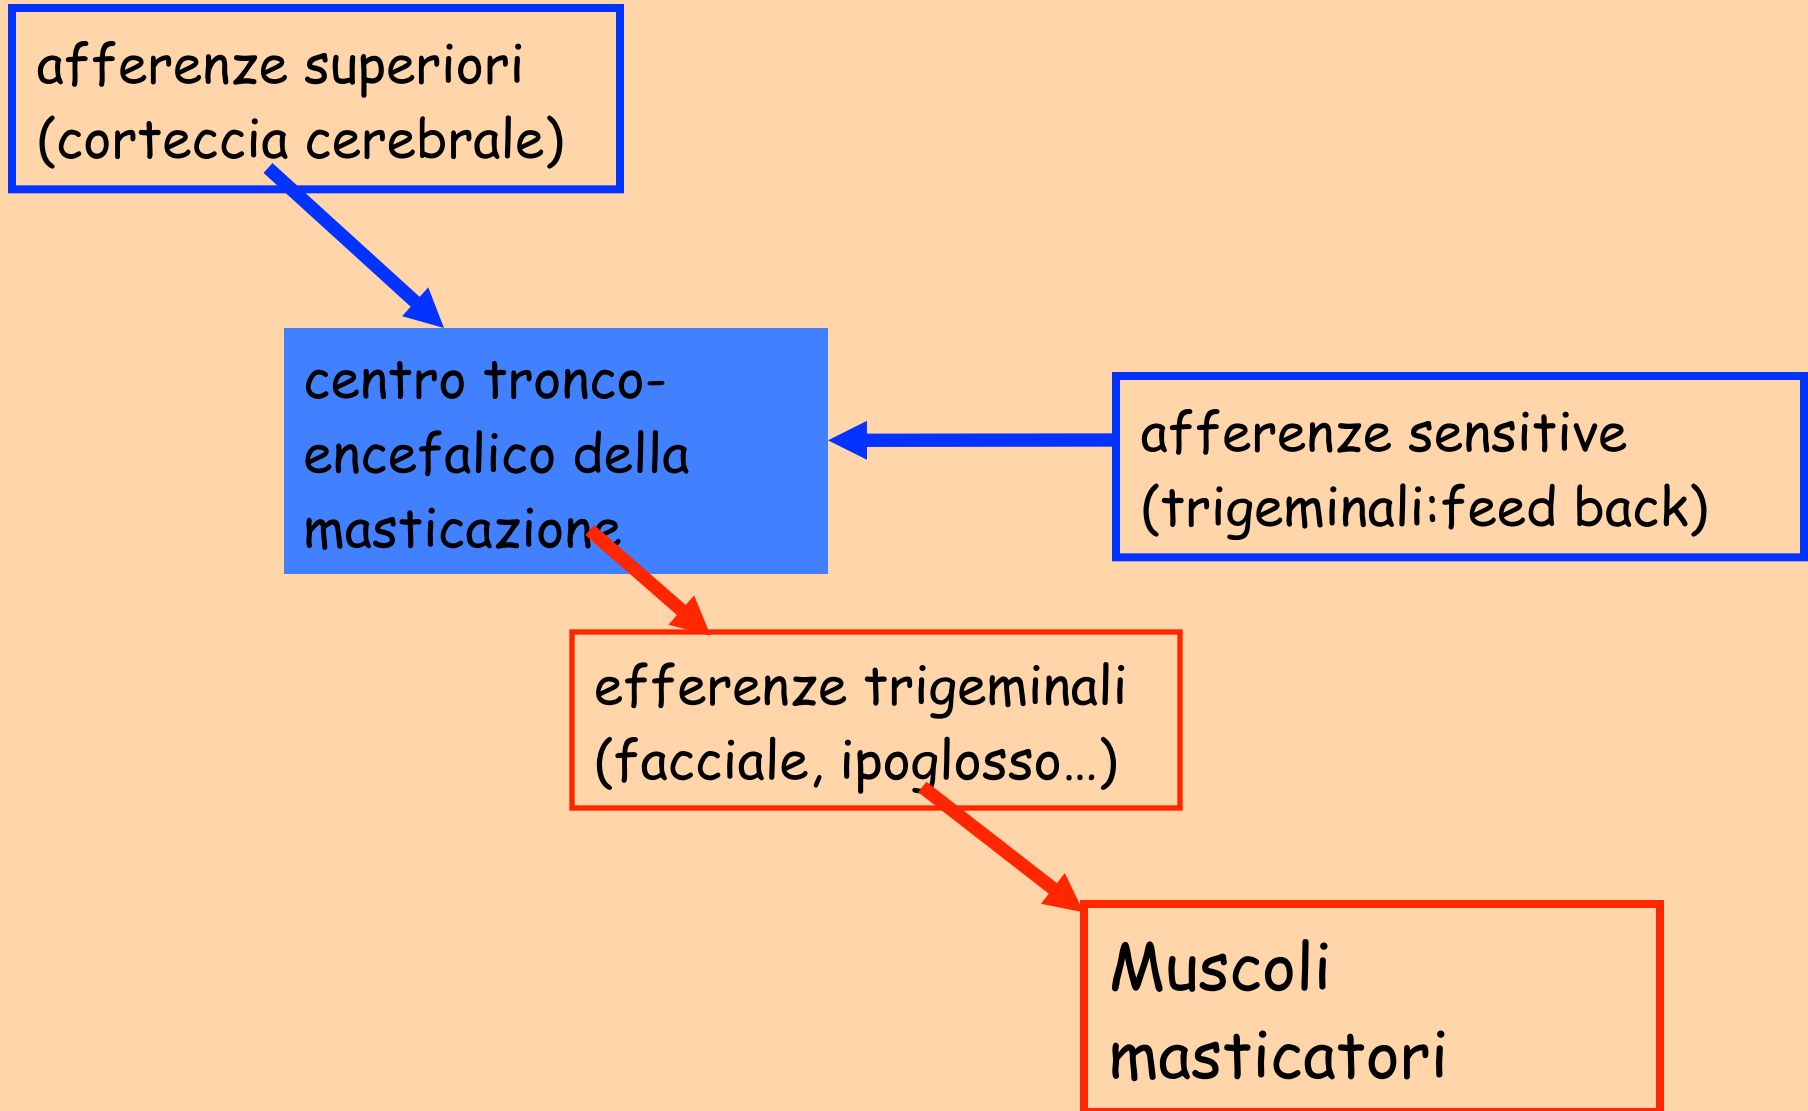 afferenze superiori
(corteccia cerebrale)
centro tronco-
encefalico della
masticazione
afferenze sensitive
(trigeminali:feed back)
efferenze trigeminali
(facciale, ipoglosso…)
Muscoli
masticatori